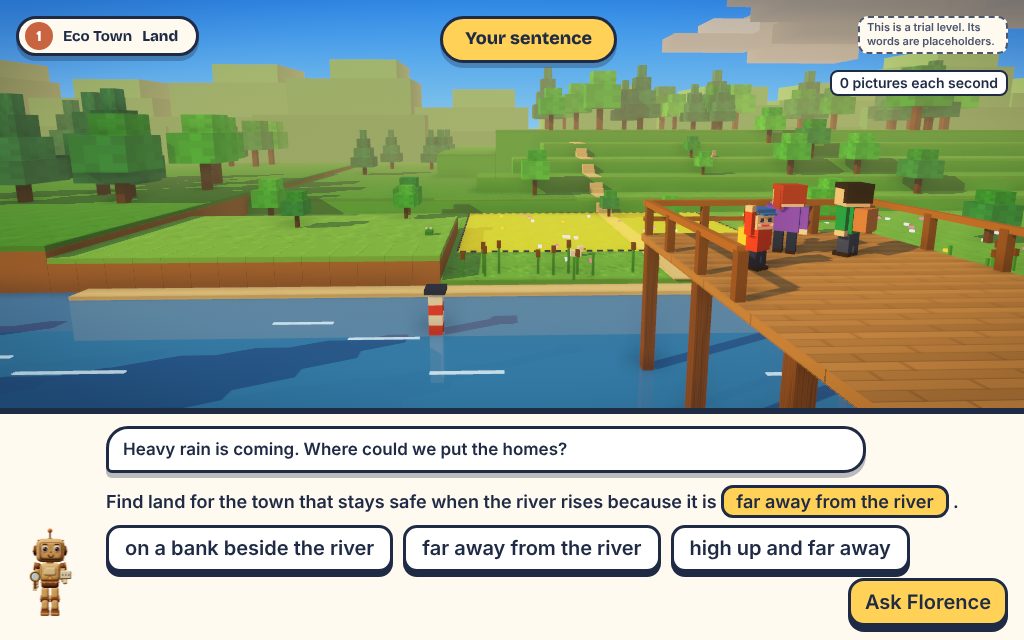 1 Eco Town Land
Your sentence
This is a trial level. Its
words are placeholders.
0 pictures each second
Heavy rain is coming. Where could we put the homes?
Find land for the town that stays safe when the river rises because it is far away from the river .
on a bank beside the river
far away from the river
high up and far away
Ask Florence